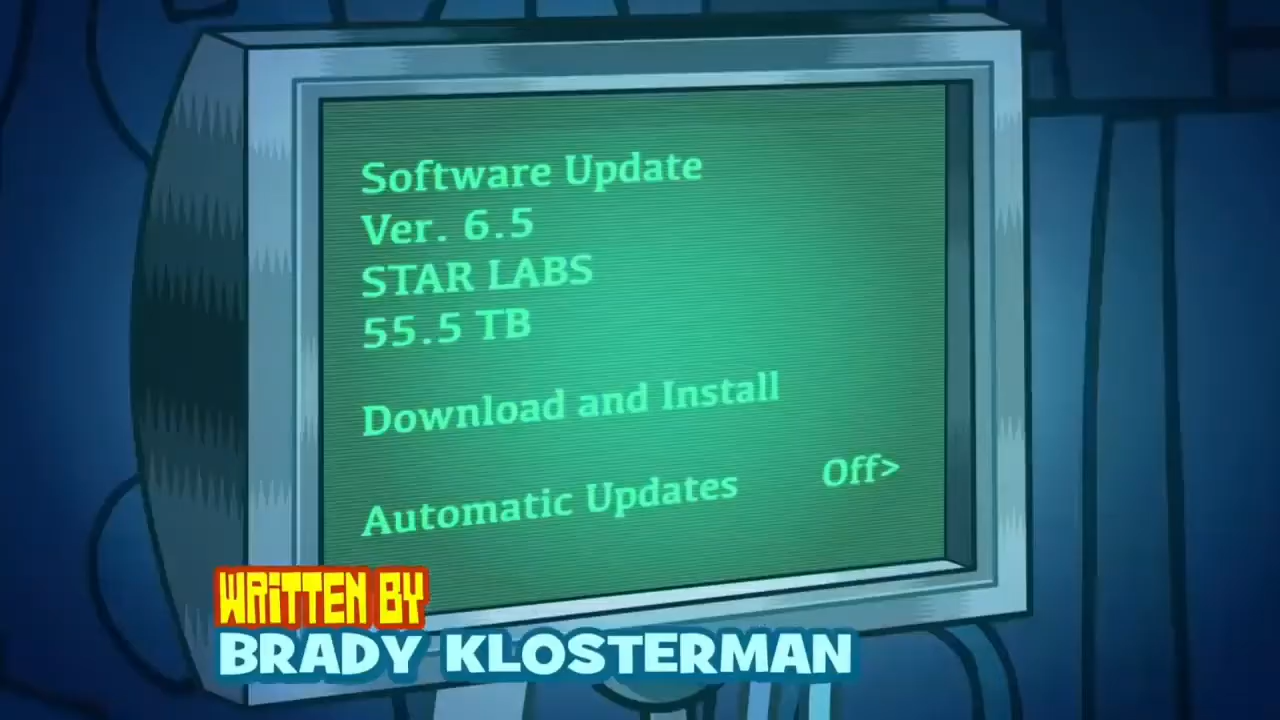 Software Update
Ver. 6.5
STAR LABS
55.5 TB
Download and Install
Automatic Updates Off>
WRITTEN BY
BRADY KLOSTERMAN